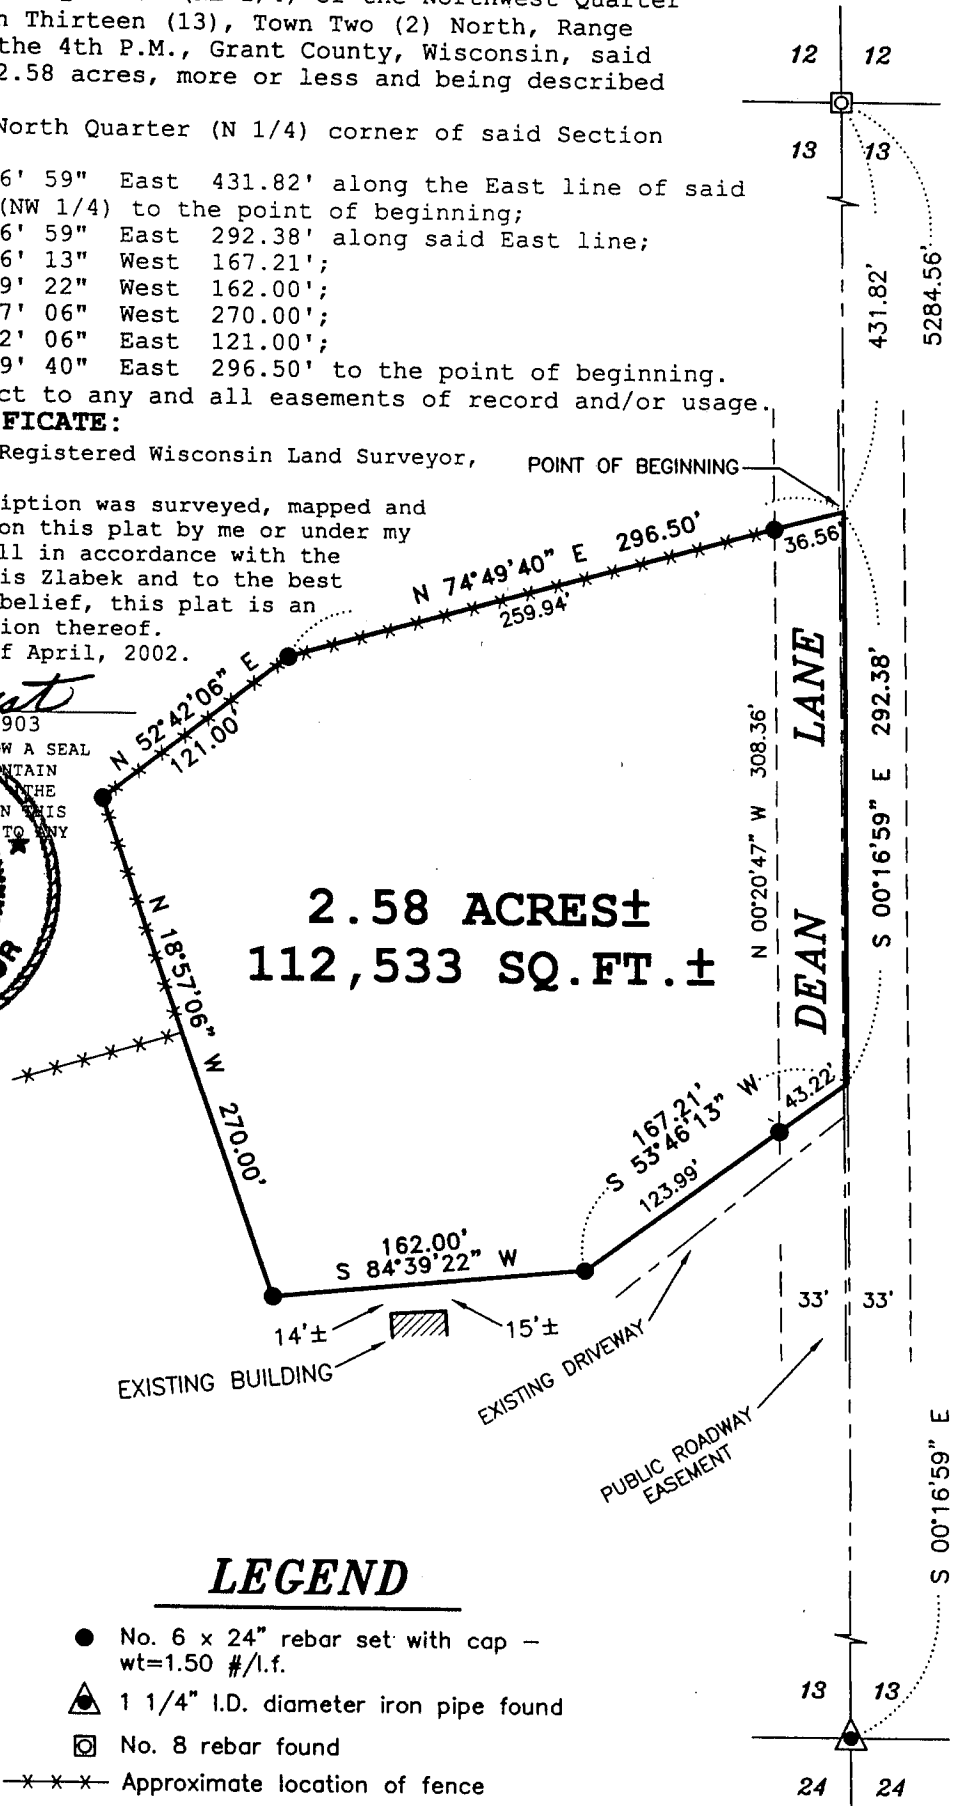 of the Northwest Quarter
Thirteen (13), Town Two (2) North, Range
the 4th P.M., Grant County, Wisconsin, said
2.58 acres, more or less and being described
North Quarter (N 1/4) corner of said Section
6' 59" East 431.82' along the East line of said
(NW 1/4) to the point of beginning;
6' 59" East 292.38' along said East line;
6' 13" West 167.21';
9' 22" West 162.00';
7' 06" West 270.00';
2' 06" East 121.00';
9' 40" East 296.50' to the point of beginning.
ct to any and all easements of record and/or usage.
FICATE:
Registered Wisconsin Land Surveyor,
iption was surveyed, mapped and
on this plat by me or under my
ll in accordance with the
is Zlabek and to the best
belief, this plat is an
ion thereof.
f April, 2002.
903
W A SEAL
NTAIN
THE
N THIS
TO ANY
OR
12 12
13 13
431.82'
5284.56'
POINT OF BEGINNING
36.56'
N 74°49'40" E 296.50'
259.94'
N 52°42'06" E
121.00'
N 18°57'06" W 270.00'
2.58 ACRES±
112,533 SQ.FT.±
N 00°20'47" W 308.36'
DEAN LANE
S 00°16'59" E 292.38'
43.22'
167.21'
S 53°46'13" W
123.99'
162.00'
S 84°39'22" W
14'±
15'±
EXISTING BUILDING
EXISTING DRIVEWAY
33' 33'
PUBLIC ROADWAY
EASEMENT
S 00°16'59" E
LEGEND
No. 6 x 24" rebar set with cap –
wt=1.50 #/l.f.
1 1/4" I.D. diameter iron pipe found
No. 8 rebar found
Approximate location of fence
13 13
24 24